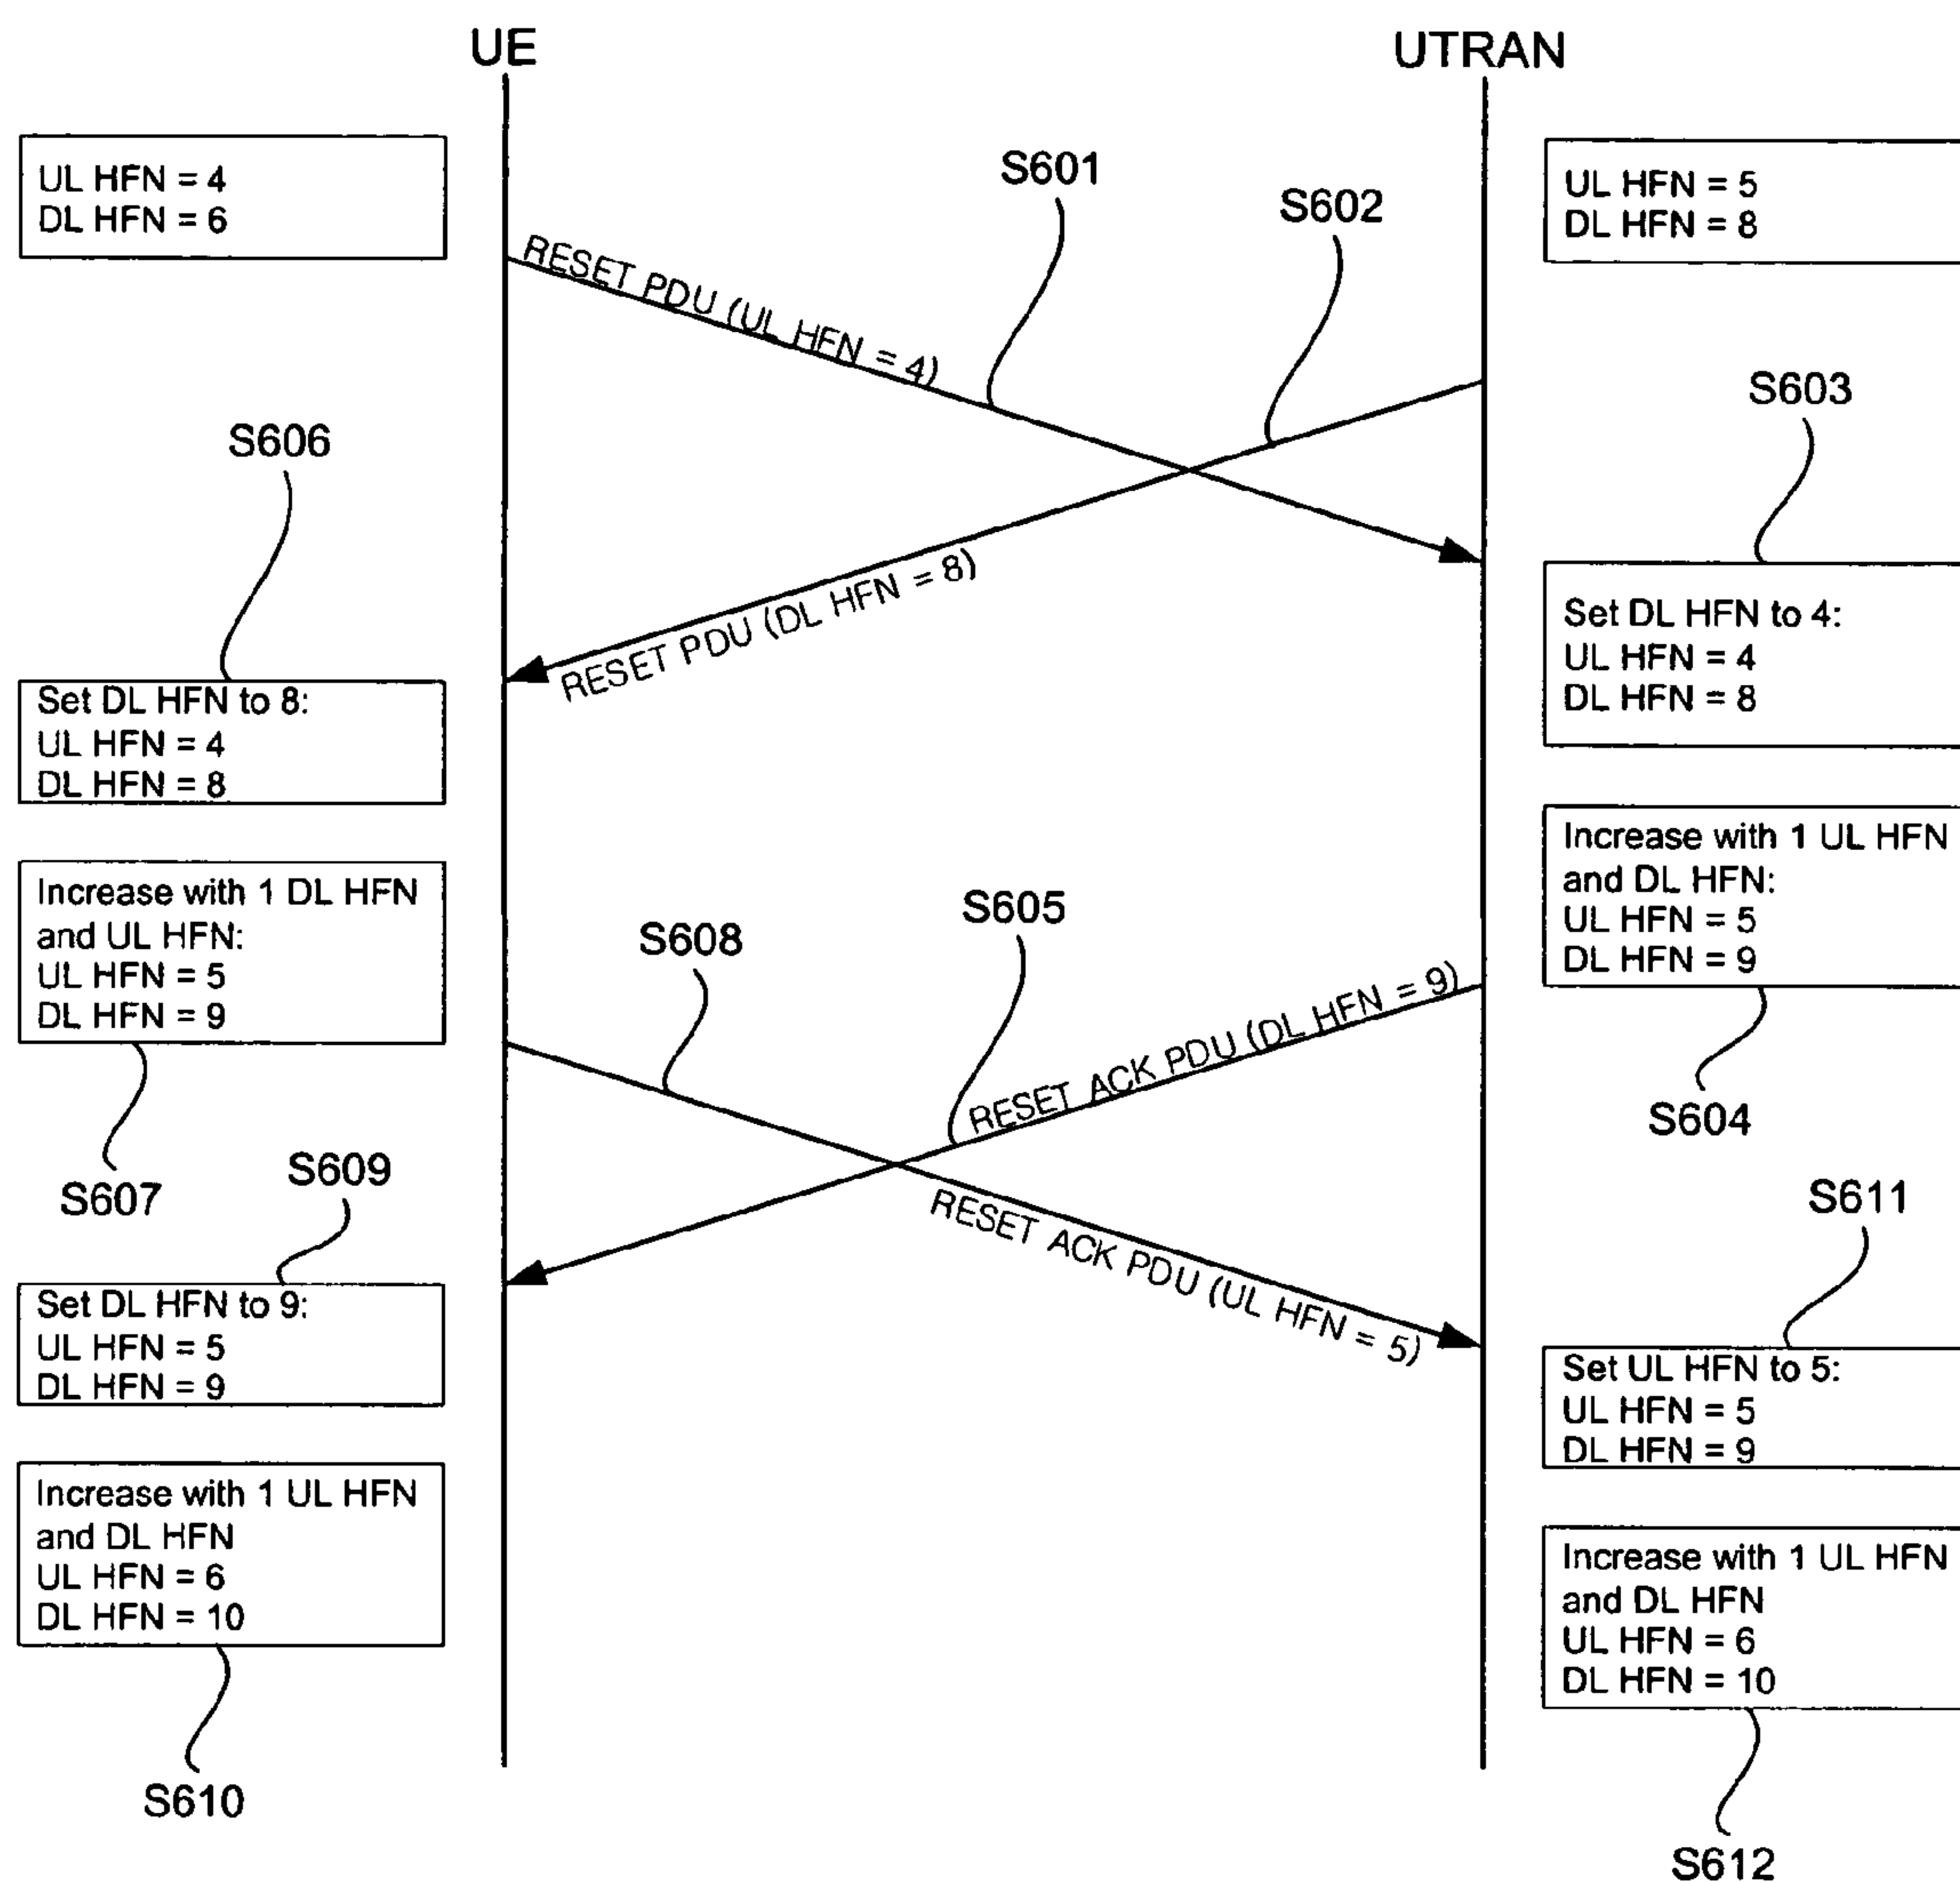 UE
UTRAN
UL HFN = 4
DL HFN = 6
S601
S602
UL HFN = 5
DL HFN = 8
RESET PDU (UL HFN = 4)
S603
S606
RESET PDU (DL HFN = 8)
Set DL HFN to 4:
UL HFN = 4
DL HFN = 8
Set DL HFN to 8:
UL HFN = 4
DL HFN = 8
Increase with 1 UL HFN
and DL HFN:
UL HFN = 5
DL HFN = 9
Increase with 1 DL HFN
and UL HFN:
UL HFN = 5
DL HFN = 9
S608
S605
RESET ACK PDU (DL HFN = 9)
S604
S607
S609
RESET ACK PDU (UL HFN = 5)
S611
Set DL HFN to 9:
UL HFN = 5
DL HFN = 9
Set UL HFN to 5:
UL HFN = 5
DL HFN = 9
Increase with 1 UL HFN
and DL HFN
UL HFN = 6
DL HFN = 10
Increase with 1 UL HFN
and DL HFN
UL HFN = 6
DL HFN = 10
S610
S612